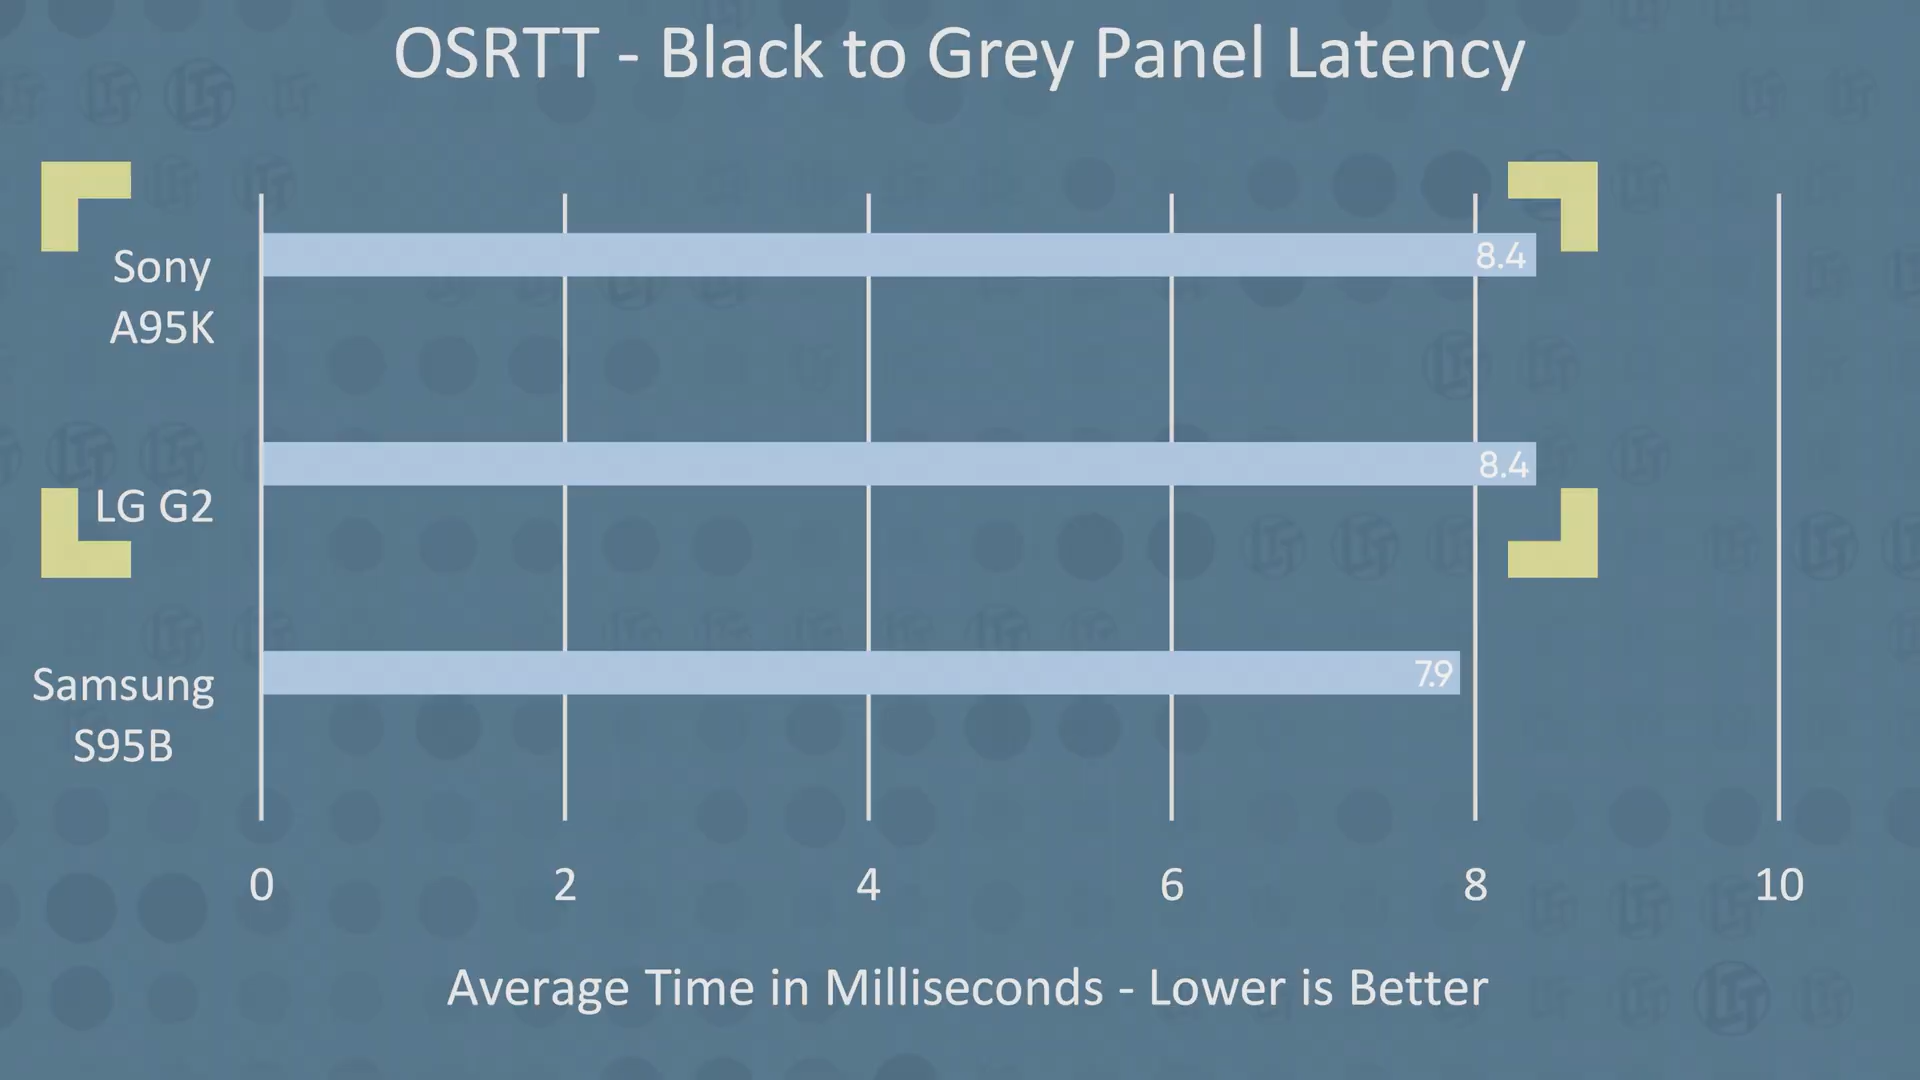 OSRTT - Black to Grey Panel Latency
Sony
A95K
8.4
LG G2
8.4
Samsung
S95B
7.9
0 2 4 6 8 10
Average Time in Milliseconds - Lower is Better